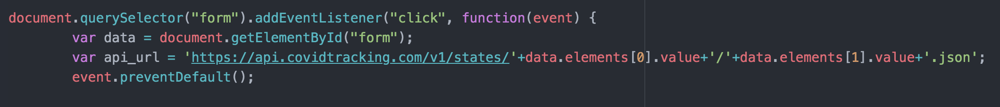 document.querySelector("form").addEventListener("click", function(event) {
var data = document.getElementById("form");
var api_url = 'https://api.covidtracking.com/v1/states/'+data.elements[0].value+'/'+data.elements[1].value+'.json';
event.preventDefault();